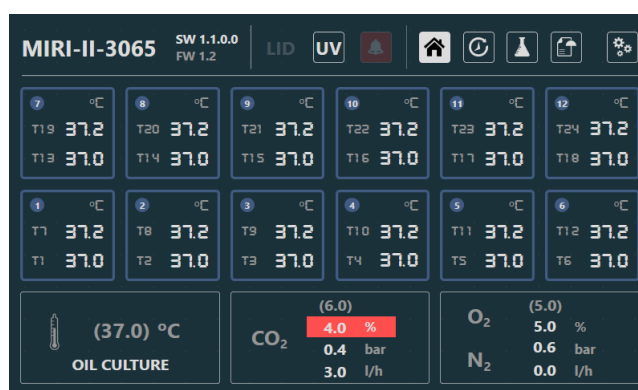 MIRI-II-3065 SW 1.1.0.0 LID UV
FW 1.2
7 °C 8 °C 9 °C 10 °C 11 °C 12 °C
T19 37.2 T20 37.2 T21 37.2 T22 37.2 T23 37.2 T24 37.2
T13 37.0 T14 37.0 T15 37.0 T16 37.0 T17 37.0 T18 37.0
1 °C 2 °C 3 °C 4 °C 5 °C 6 °C
T7 37.2 T8 37.2 T9 37.2 T10 37.2 T11 37.2 T12 37.2
T1 37.0 T2 37.0 T3 37.0 T4 37.0 T5 37.0 T6 37.0
(37.0) °C
OIL CULTURE
(6.0)
CO2
4.0 %
0.4 bar
3.0 l/h
(5.0)
O2
5.0 %
0.6 bar
N2
0.0 l/h